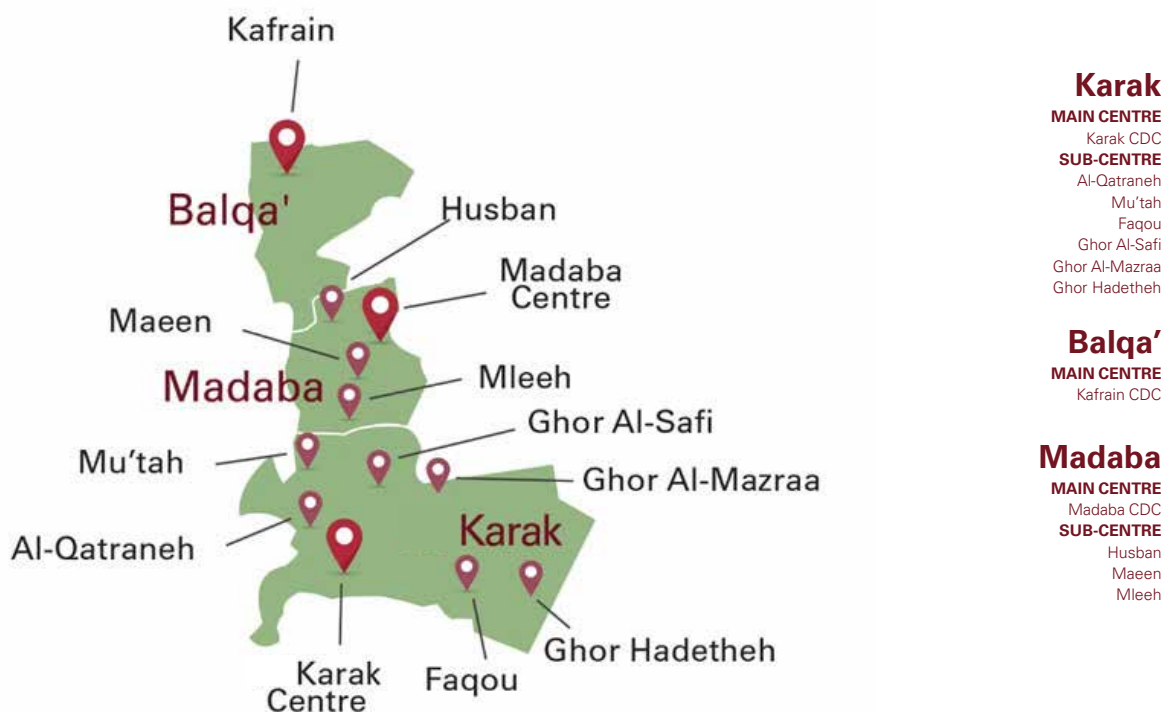 Kafrain
Balqa'
Husban
Madaba
Centre
Maeen
Madaba
Mleeh
Ghor Al-Safi
Mu’tah
Ghor Al-Mazraa
Karak
Al-Qatraneh
Ghor Hadetheh
Karak
Centre
Faqou
Karak
MAIN CENTRE
Karak CDC
SUB-CENTRE
Al-Qatraneh
Mu’tah
Faqou
Ghor Al-Safi
Ghor Al-Mazraa
Ghor Hadetheh
Balqa’
MAIN CENTRE
Kafrain CDC
Madaba
MAIN CENTRE
Madaba CDC
SUB-CENTRE
Husban
Maeen
Mleeh